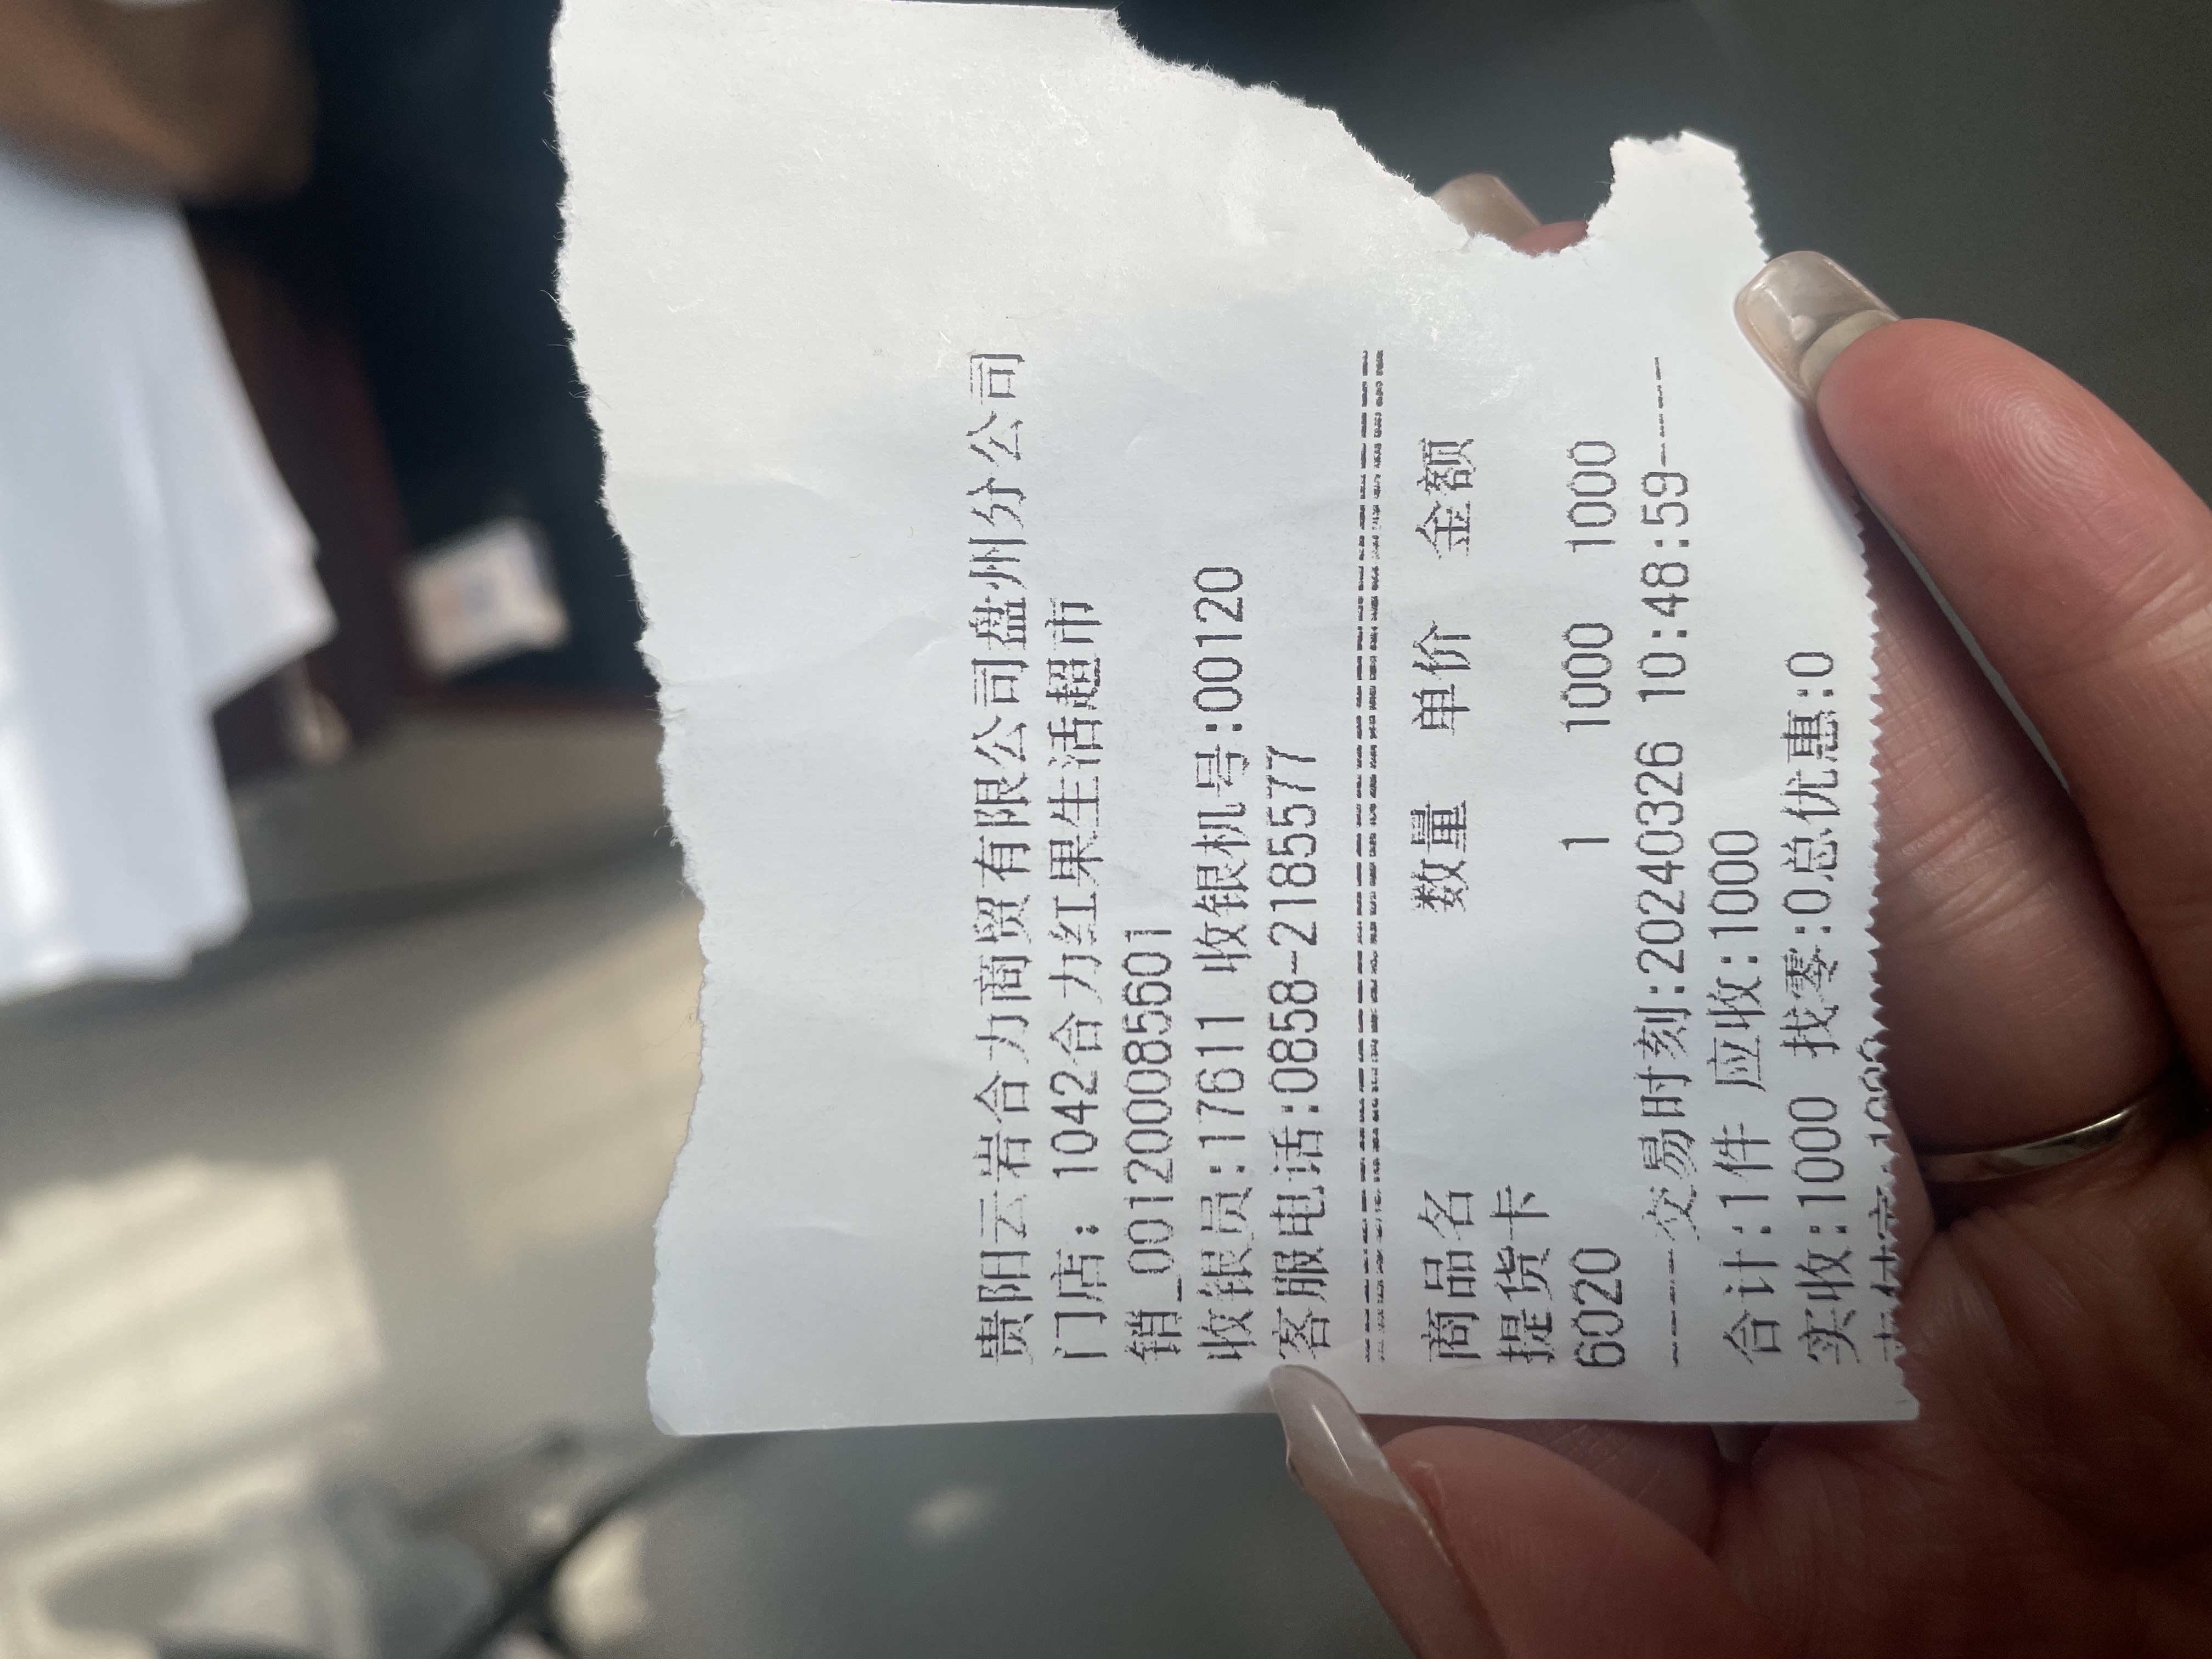 贵阳云岩合力商贸有限公司盘州分公司
门店: 1042合力红果生活超市
销_0012000085601
收银员:17611 收银机号:00120
客服电话:0858-2185577
================================
商品名 数量 单价 金额
提货卡
6020 1 1000 1000
----交易时刻:20240326 10:48:59----
合计:1件 应收:1000
实收:1000 找零:0总优惠:0